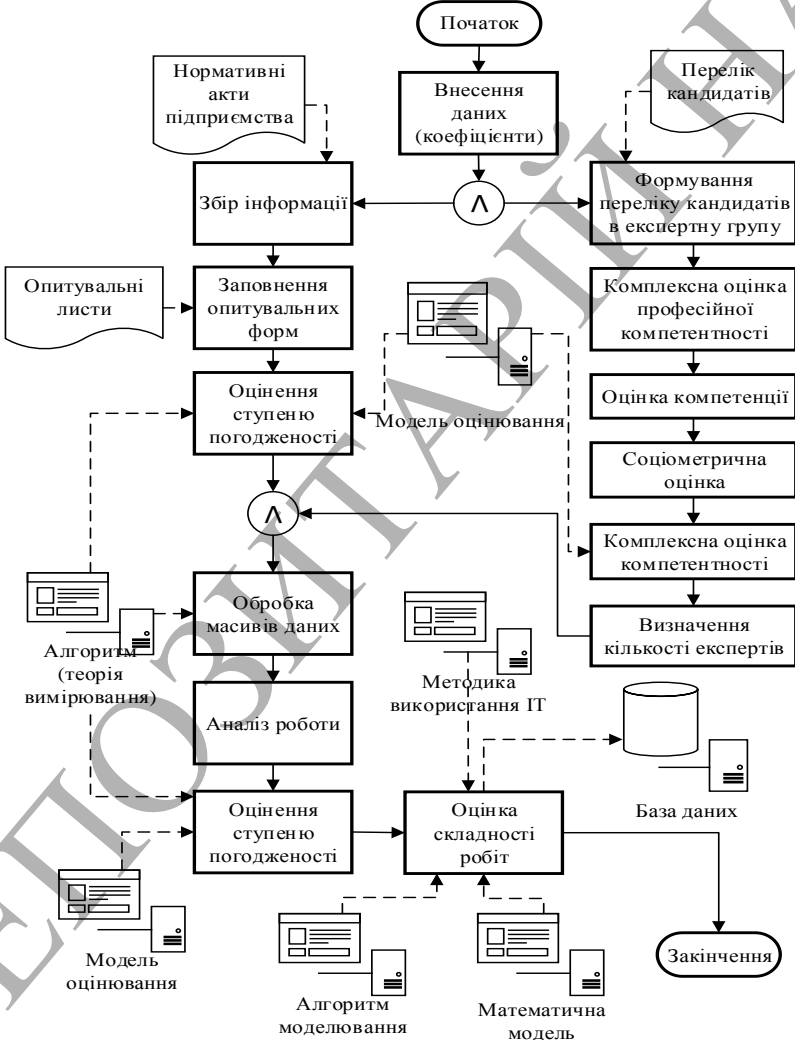 Початок
Нормативні
акти
підприємства
Внесення
даних
(коефіцієнти)
Перелік
кандидатів
Збір інформації
Λ
Формування
переліку кандидатів
в експертну групу
Опитувальні
листи
Заповнення
опитувальних
форм
Комплексна оцінка
професійної
компетентності
Оцінення
ступеню
погодженості
Модель оцінювання
Оцінка компетенції
Соціометрична
оцінка
Λ
Комплексна оцінка
компетентності
Обробка
масивів даних
Визначення
кількості експертів
Алгоритм
(теорія
вимірювання)
Методика
використання ІТ
Аналіз роботи
База даних
Оцінення
ступеню
погодженості
Оцінка
складності
робіт
Модель
оцінювання
Закінчення
Алгоритм
моделювання
Математична
модель
ЕПОЗИТАРІЙ НА